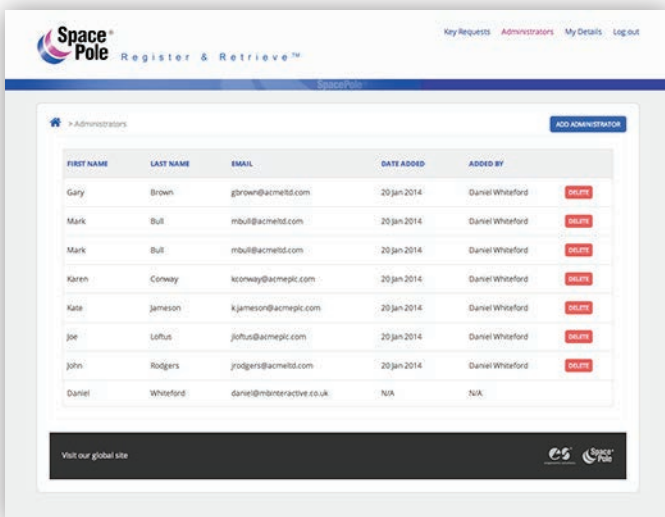 Space®
Pole Register & Retrieve™
Key Requests Administrators My Details Log out
SpacePole®
> Administrators
ADD ADMINISTRATOR
FIRST NAME LAST NAME EMAIL DATE ADDED ADDED BY
Gary Brown gbrown@acmeltd.com 20 Jan 2014 Daniel Whiteford DELETE
Mark Bull mbull@acmeltd.com 20 Jan 2014 Daniel Whiteford DELETE
Mark Bull mbull@acmeltd.com 20 Jan 2014 Daniel Whiteford DELETE
Karen Conway kconway@acmeplc.com 20 Jan 2014 Daniel Whiteford DELETE
Kate Jameson k.jameson@acmeplc.com 20 Jan 2014 Daniel Whiteford DELETE
Joe Loftus jloftus@acmeplc.com 20 Jan 2014 Daniel Whiteford DELETE
John Rodgers jrodgers@acmeltd.com 20 Jan 2014 Daniel Whiteford DELETE
Daniel Whiteford daniel@mbinteractive.co.uk N/A N/A
Visit our global site
es
Space®
Pole